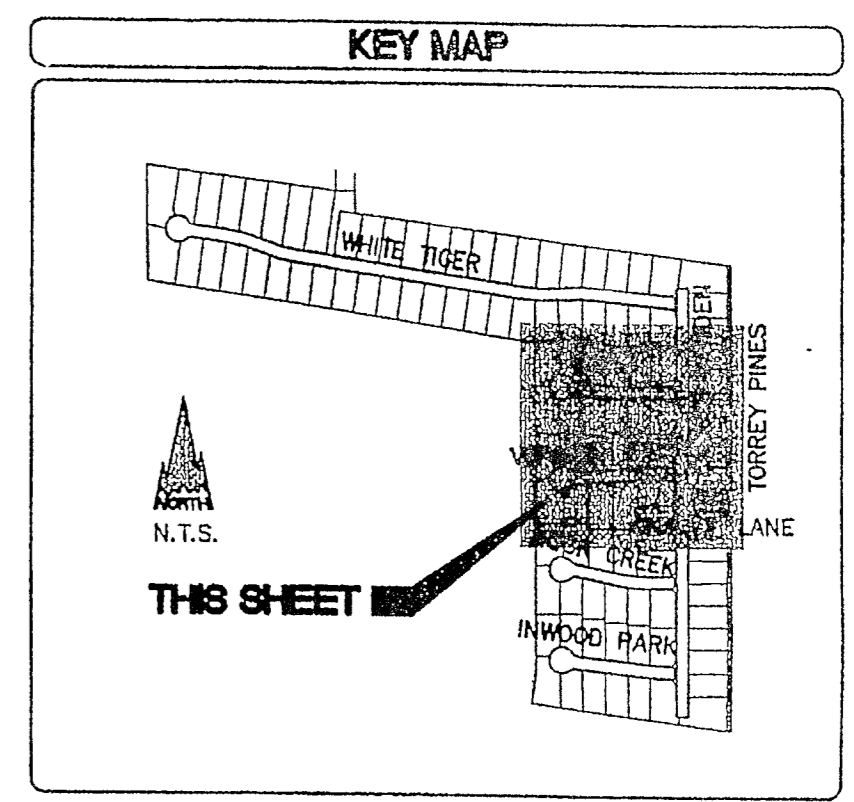 KEY MAP
WHITE TIGER
TORREY PINES
NORTH
N.T.S.
LANE
CREEK
THIS SHEET
INWOOD PARK